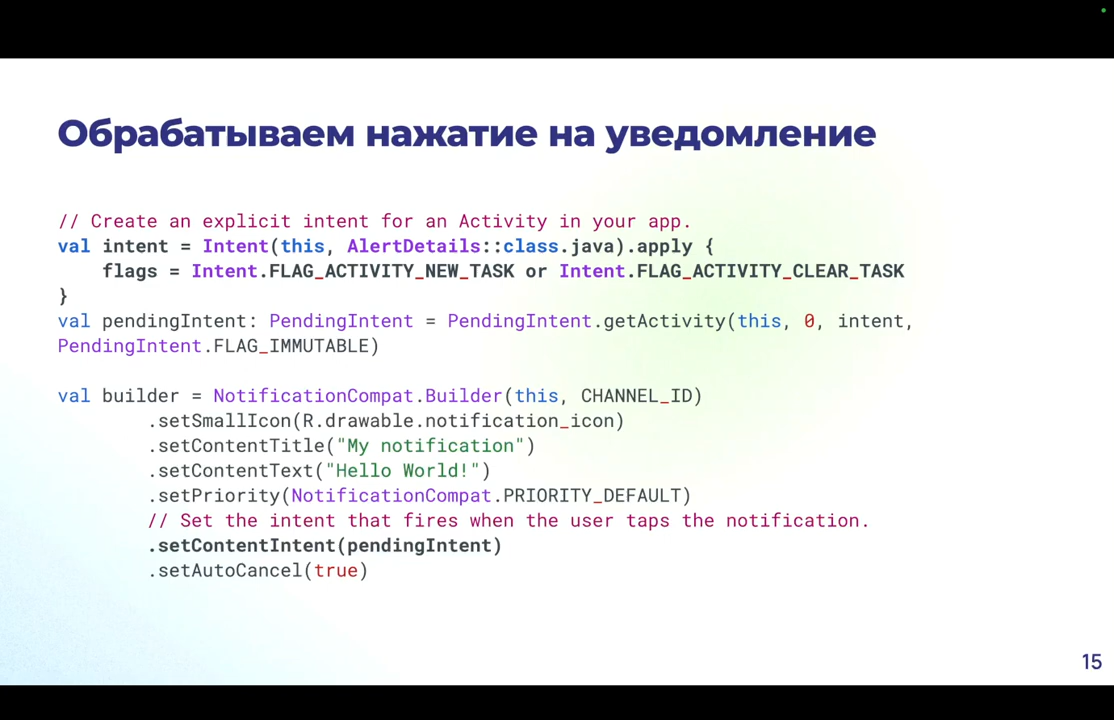 Обрабатываем нажатие на уведомление
// Create an explicit intent for an Activity in your app.
val intent = Intent(this, AlertDetails::class.java).apply {
    flags = Intent.FLAG_ACTIVITY_NEW_TASK or Intent.FLAG_ACTIVITY_CLEAR_TASK
}
val pendingIntent: PendingIntent = PendingIntent.getActivity(this, 0, intent,
PendingIntent.FLAG_IMMUTABLE)
val builder = NotificationCompat.Builder(this, CHANNEL_ID)
        .setSmallIcon(R.drawable.notification_icon)
        .setContentTitle("My notification")
        .setContentText("Hello World!")
        .setPriority(NotificationCompat.PRIORITY_DEFAULT)
        // Set the intent that fires when the user taps the notification.
        .setContentIntent(pendingIntent)
        .setAutoCancel(true)
15